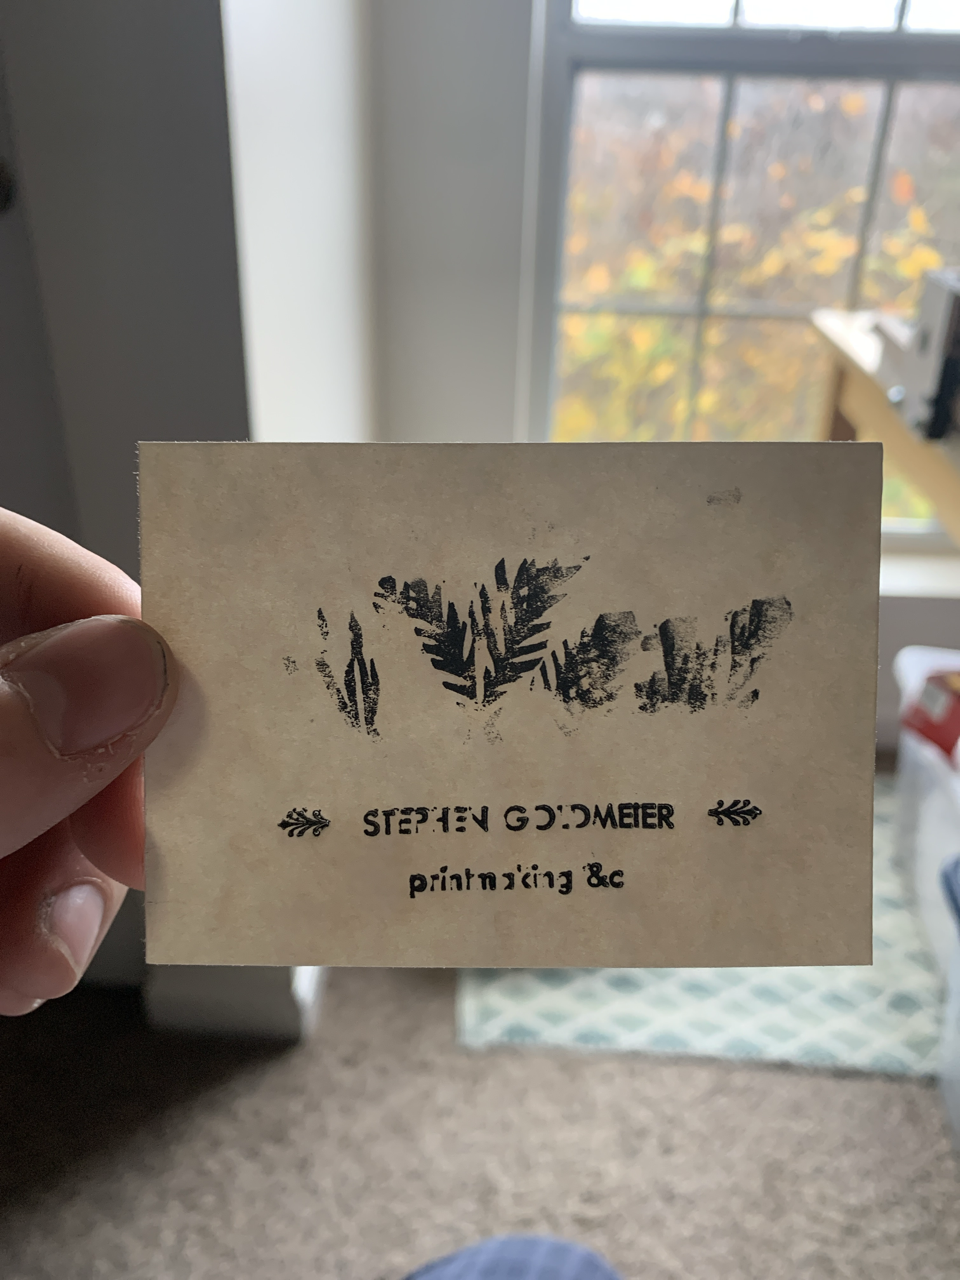 STEPHEN GOLDMEIER
printmaking &c